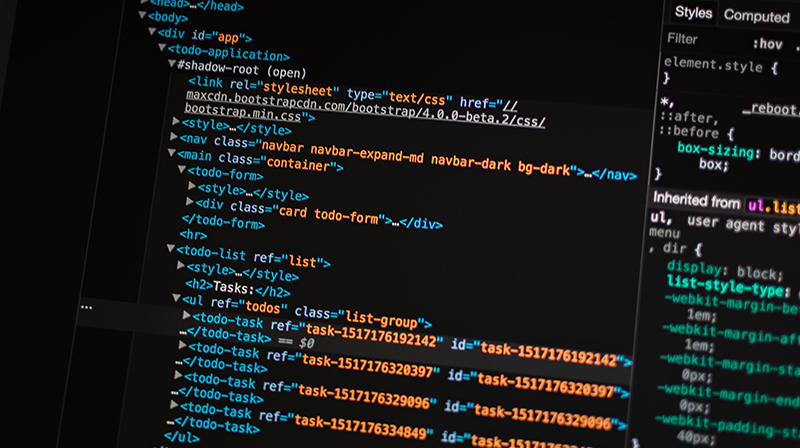 <head>…</head>
▼<body>
▼<div id="app">
▼<todo-application>
▼#shadow-root (open)
<link rel="stylesheet" type="text/css" href="//
maxcdn.bootstrapcdn.com/bootstrap/4.0.0-beta.2/css/
bootstrap.min.css">
▶<style>…</style>
▶<nav class="navbar navbar-expand-md navbar-dark bg-dark">…</nav>
▼<main class="container">
▼<todo-form>
▶<style>…</style>
▶<div class="card todo-form">…</div>
</todo-form>
<hr>
▼<todo-list ref="list">
▶<style>…</style>
<h2>Tasks:</h2>
▼<ul ref="todos" class="list-group">
…
▶<todo-task ref="task-1517176192142" id="task-1517176192142">
…</todo-task> == $0
▶<todo-task ref="task-1517176320397" id="task-1517176320397">
…</todo-task>
▶<todo-task ref="task-1517176329096" id="task-1517176329096">
…</todo-task>
▶<todo-task ref="task-1517176334849" id="task-1517176334849">
…</todo-task>
</ul>
Styles Computed
Filter :hov
element.style {
}
*, _reboot.
::after,
::before {
box-sizing: bord
box;
}
Inherited from ul.list
ul, user agent sty
menu
, dir {
display: block;
list-style-type:
-webkit-margin-be
1em;
-webkit-margin-af
1em;
-webkit-margin-sta
0px;
-webkit-margin-end
0px;
-webkit-padding-st
40px;
}